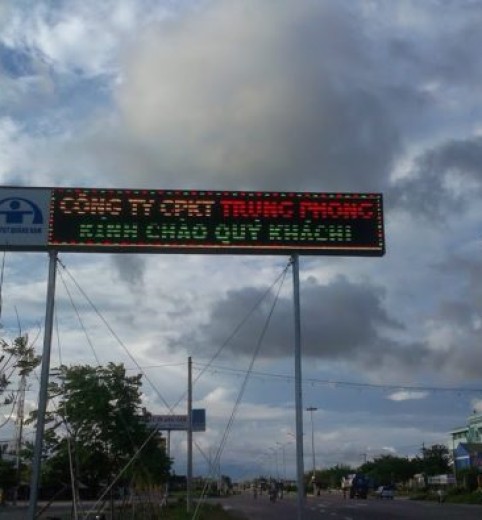 CÔNG TY CPKT TRUNG PHONG
KÍNH CHÀO QUÝ KHÁCH!